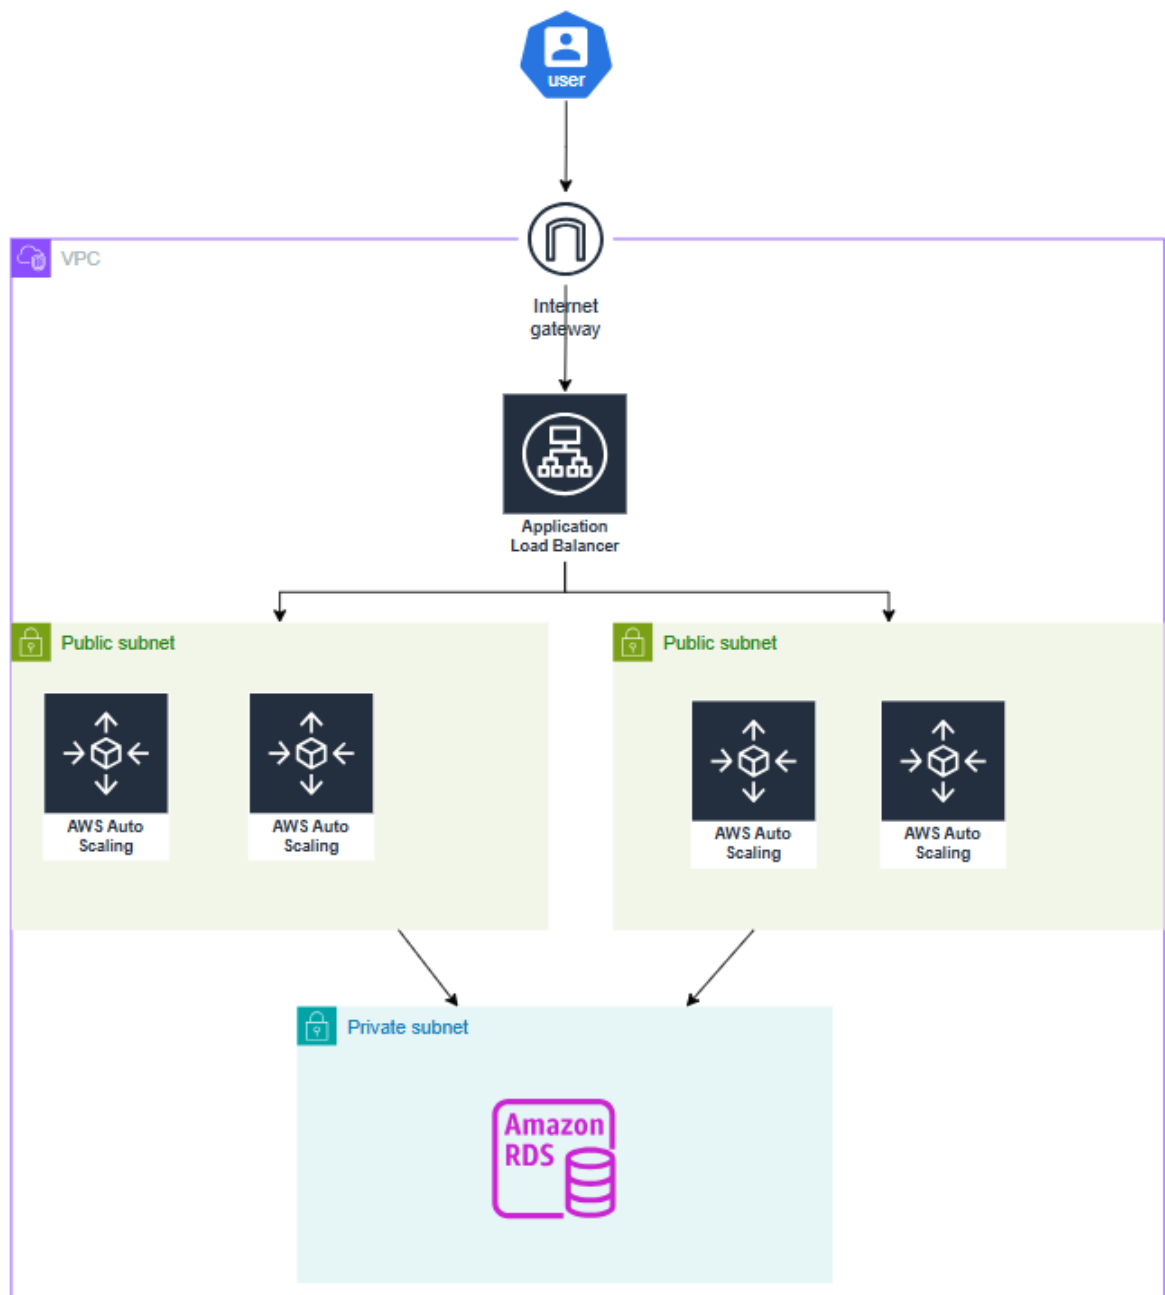 user
VPC
Internet
gateway
Application
Load Balancer
Public subnet
Public subnet
AWS Auto
Scaling
AWS Auto
Scaling
AWS Auto
Scaling
AWS Auto
Scaling
Private subnet
Amazon
RDS